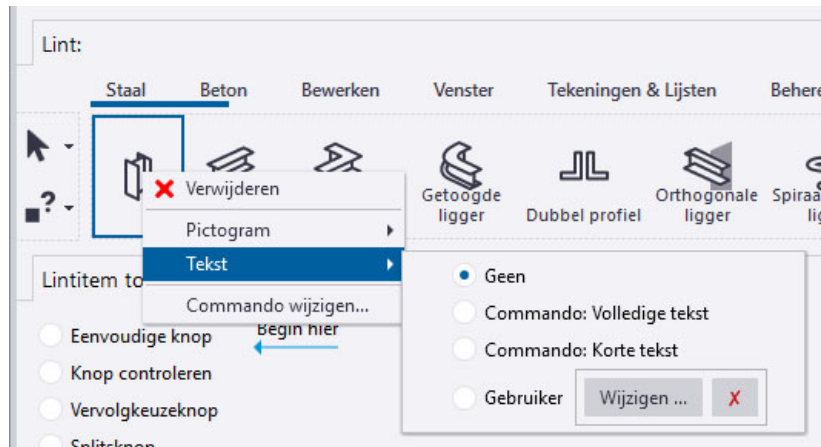 Lint:
Staal Beton Bewerken Venster Tekeningen & Lijsten
?
Verwijderen
Getoogde ligger
Dubbel profiel
Orthogonale ligger
Pictogram
Tekst
Lintitem
Geen
Commando wijzigen...
Commando: Volledige tekst
Eenvoudige knop
Begin hier
Commando: Korte tekst
Knop controleren
Gebruiker Wijzigen ... X
Vervolgkeuzeknop
Splitsknop